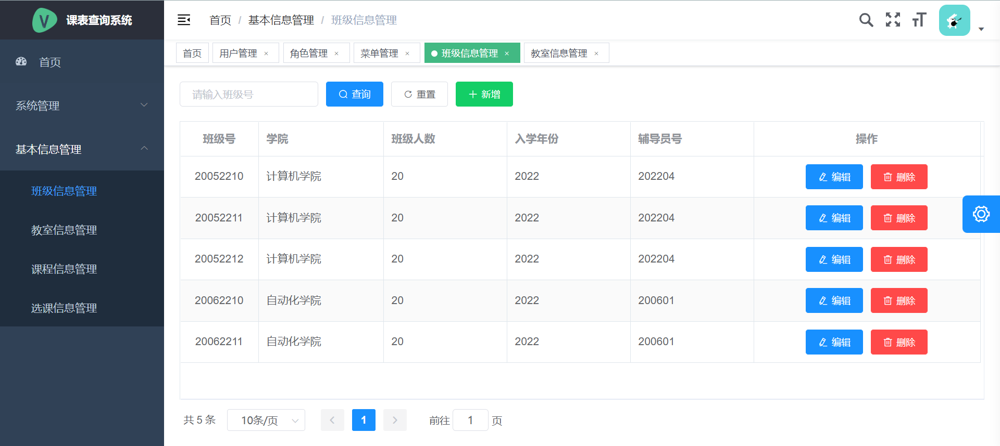 V 课表查询系统
首页
系统管理
基本信息管理
班级信息管理
教室信息管理
课程信息管理
选课信息管理
首页 / 基本信息管理 / 班级信息管理
首页 用户管理 × 角色管理 × 菜单管理 × 班级信息管理 × 教室信息管理 ×
请输入班级号 查询 重置 + 新增
班级号 学院 班级人数 入学年份 辅导员号 操作
20052210 计算机学院 20 2022 202204 编辑 删除
20052211 计算机学院 20 2022 202204 编辑 删除
20052212 计算机学院 20 2022 202204 编辑 删除
20062210 自动化学院 20 2022 200601 编辑 删除
20062211 自动化学院 20 2022 200601 编辑 删除
共 5 条 10条/页 < 1 > 前往 1 页